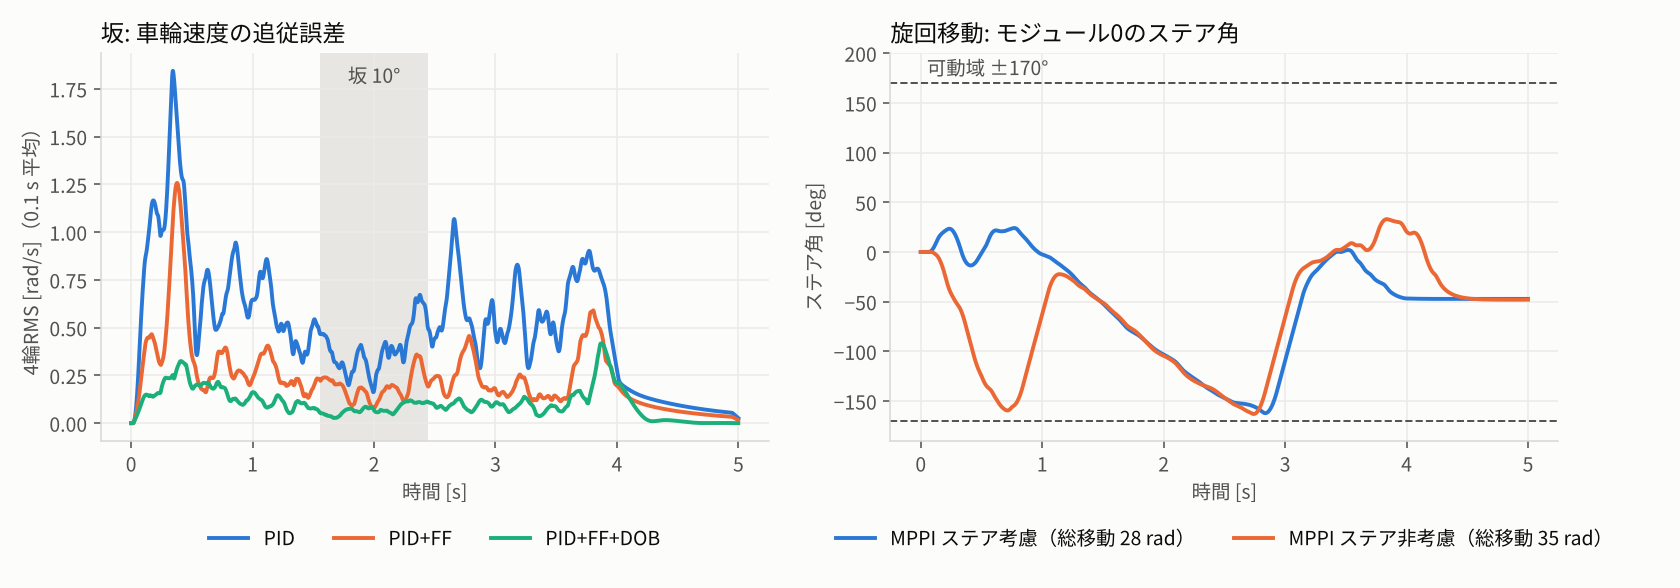 坂: 車輪速度の追従誤差
4輪RMS [rad/s]（0.1 s 平均）
1.75
1.50
1.25
1.00
0.75
0.50
0.25
0.00
坂 10°
0 1 2 3 4 5
時間 [s]
PID PID+FF PID+FF+DOB
旋回移動: モジュール0のステア角
ステア角 [deg]
200
150
100
50
0
−50
−100
−150
可動域 ±170°
0 1 2 3 4 5
時間 [s]
MPPI ステア考慮（総移動 28 rad） MPPI ステア非考慮（総移動 35 rad）